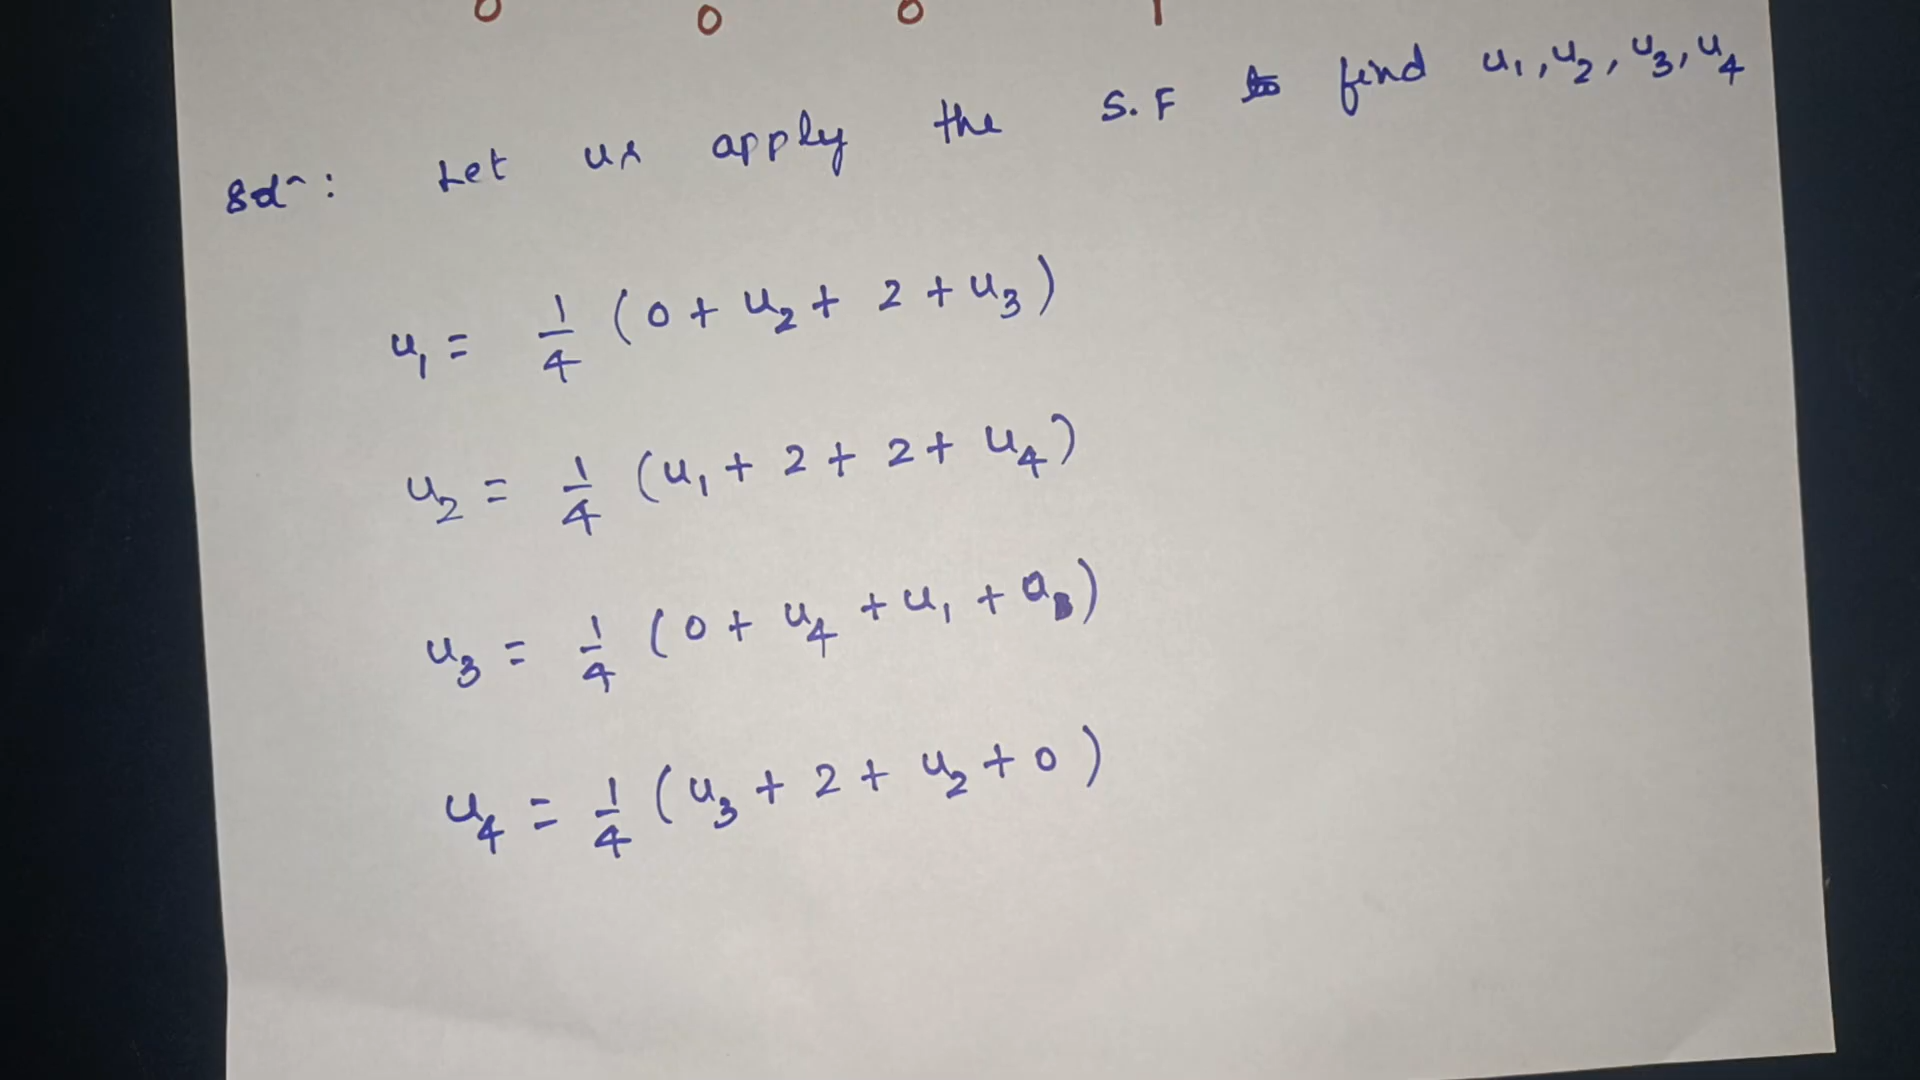 0 0 0 1
Soln: Let us apply the S.F to find u₁, u₂, u₃, u₄
u₁ = 1/4 (0 + u₂ + 2 + u₃)
u₂ = 1/4 (u₁ + 2 + 2 + u₄)
u₃ = 1/4 (0 + u₄ + u₁ + 0)
u₄ = 1/4 (u₃ + 2 + u₂ + 0)